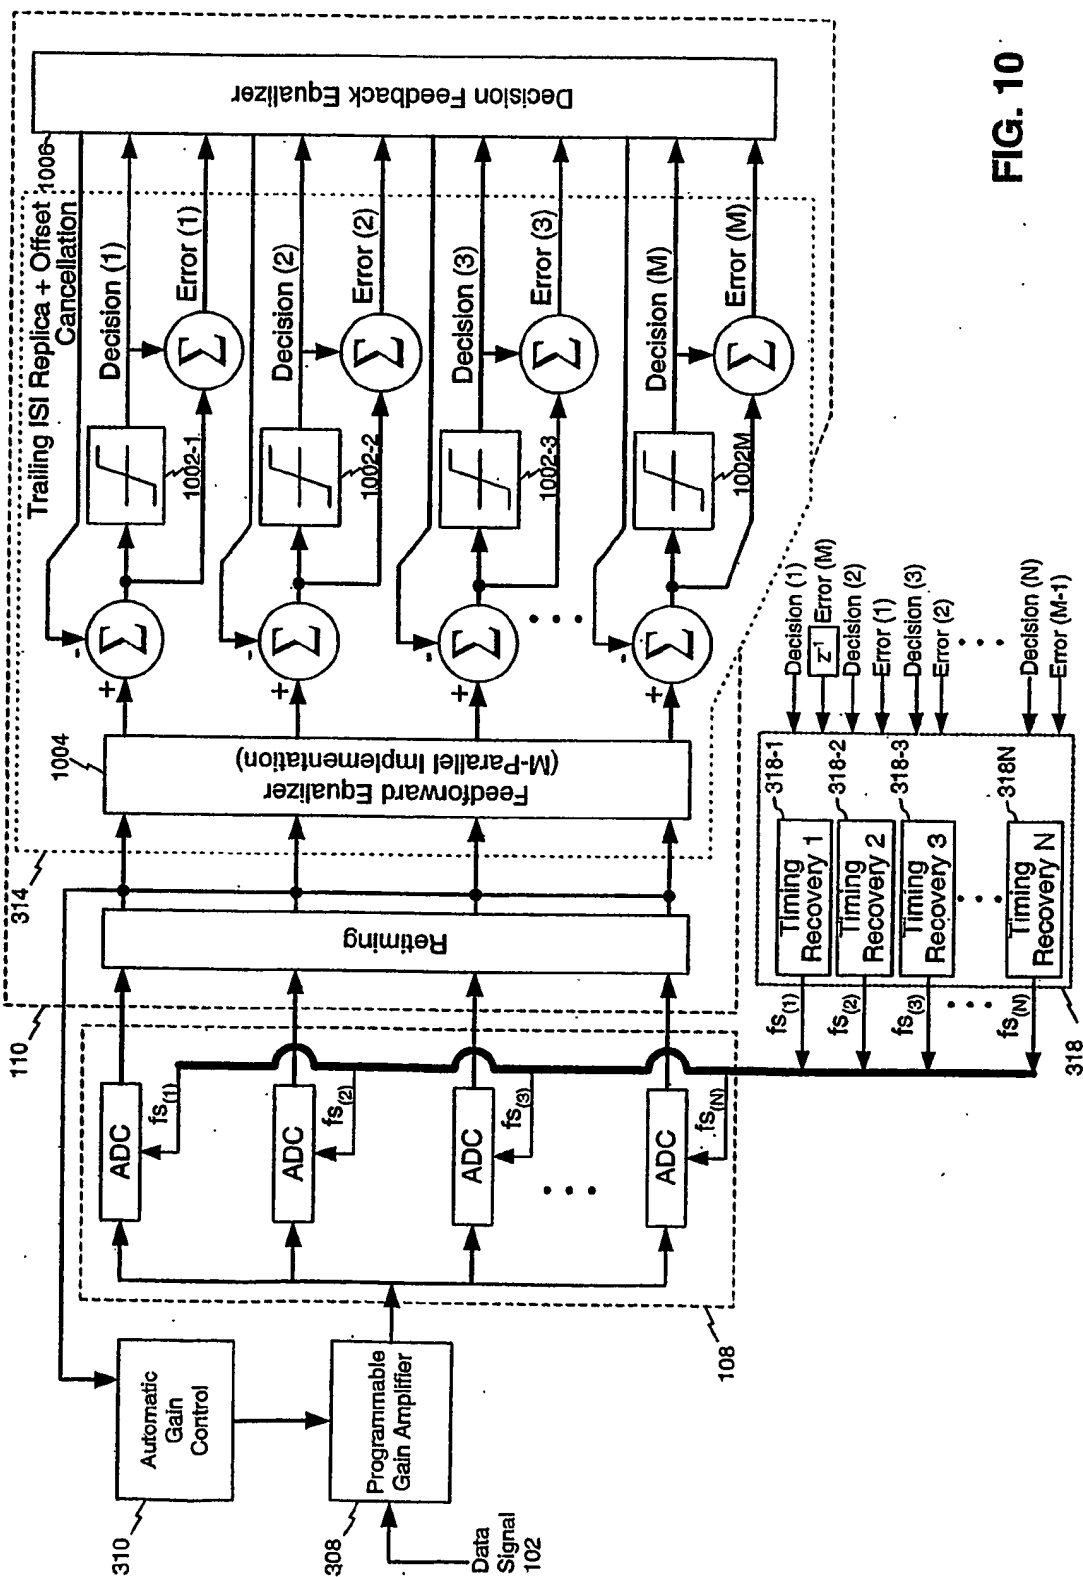 Data
Signal
102
308
Programmable
Gain Amplifier
310
Automatic
Gain
Control
108
ADC
fs(1)
ADC
fs(2)
ADC
fs(3)
• • •
ADC
fs(N)
110
Retiming
314
1004
Feedforward Equalizer
(M-Parallel Implementation)
Trailing ISI Replica + Offset
Cancellation
1006
+
-
Σ
1002-1
Decision (1)
Σ
Error (1)
+
-
Σ
1002-2
Decision (2)
Σ
Error (2)
+
-
Σ
1002-3
Decision (3)
Σ
Error (3)
• • •
+
-
Σ
1002M
Decision (M)
Σ
Error (M)
Decision Feedback Equalizer
318
fs(1)
Timing
Recovery 1
318-1
Decision (1)
z-1
Error (M)
fs(2)
Timing
Recovery 2
318-2
Decision (2)
Error (1)
fs(3)
Timing
Recovery 3
318-3
Decision (3)
Error (2)
• • •
• • •
• • •
fs(N)
Timing
Recovery N
318N
Decision (N)
Error (M-1)
FIG. 10